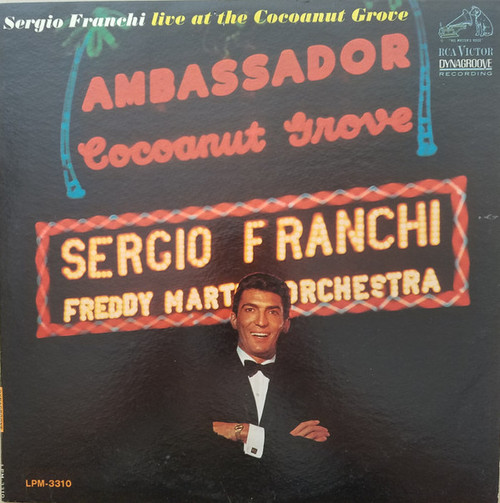 Sergio Franchi live at the Cocoanut Grove
RCA VICTOR
DYNAGROOVE
RECORDING
AMBASSADOR
Cocoanut Grove
SERGIO FRANCHI
FREDDY MART ORCHESTRA
LPM-3310